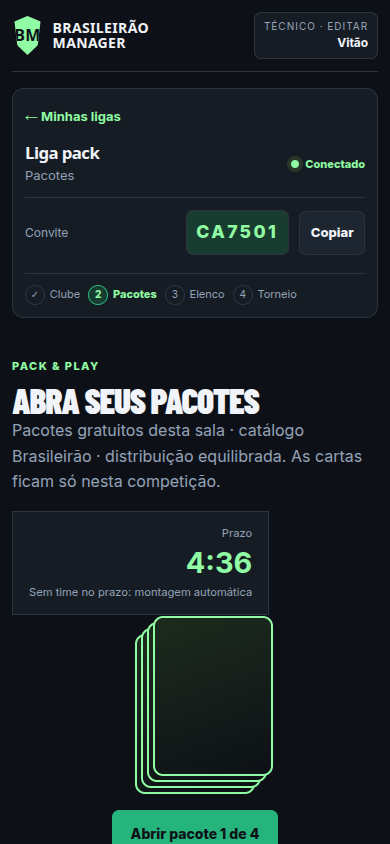 BM
BRASILEIRÃO
MANAGER
TÉCNICO · EDITAR
Vitão
← Minhas ligas
Liga pack
Pacotes
Conectado
Convite
CA7501
Copiar
✓ Clube 2 Pacotes 3 Elenco 4 Torneio
PACK & PLAY
ABRA SEUS PACOTES
Pacotes gratuitos desta sala · catálogo
Brasileirão · distribuição equilibrada. As cartas
ficam só nesta competição.
Prazo
4:36
Sem time no prazo: montagem automática
Abrir pacote 1 de 4